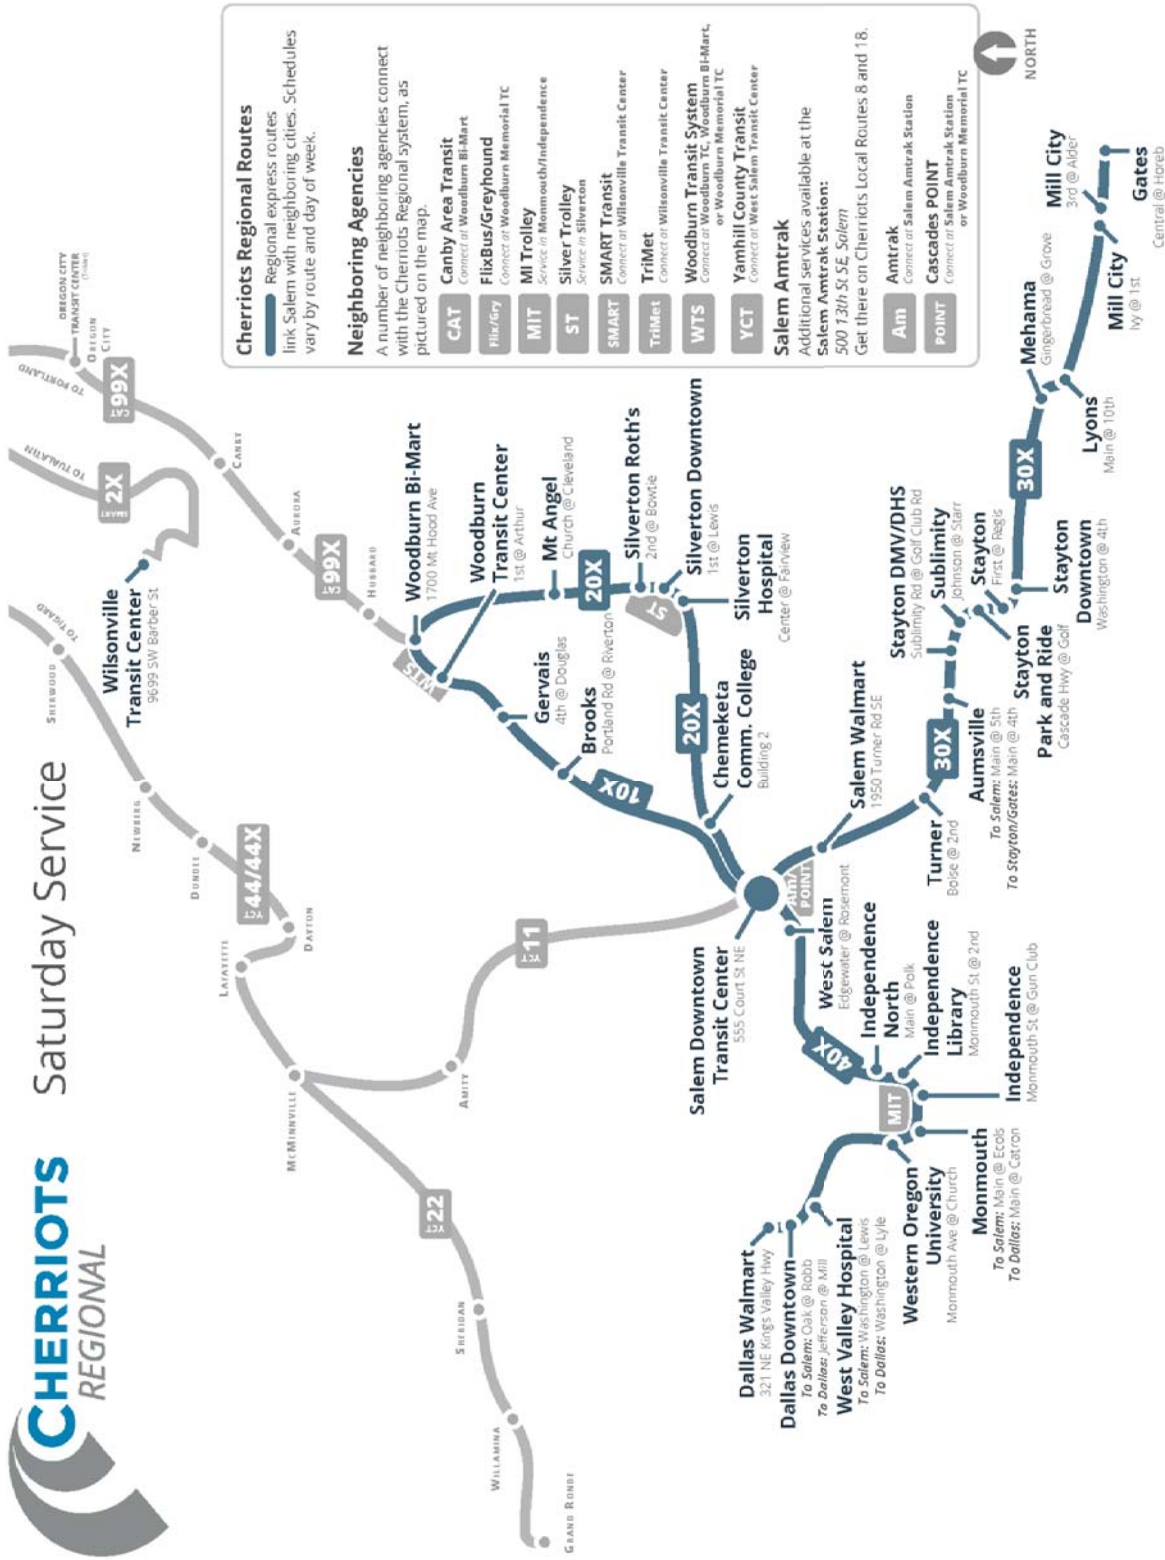 CHERRIOTS
REGIONAL
Saturday Service
Cherriots Regional Routes
Regional express routes
link Salem with neighboring cities. Schedules
vary by route and day of week.
Neighboring Agencies
A number of neighboring agencies connect
with the Cherriots Regional system, as
pictured on the map.
CAT
Canby Area Transit
Connect at Woodburn Bi-Mart
Flix/Gry
FlixBus/Greyhound
Connect at Woodburn Memorial TC
MIT
MI Trolley
Service in Monmouth/Independence
ST
Silver Trolley
Service in Silverton
SMART
SMART Transit
Connect at Wilsonville Transit Center
TriMet
TriMet
Connect at Wilsonville Transit Center
WTS
Woodburn Transit System
Connect at Woodburn TC, Woodburn Bi-Mart,
or Woodburn Memorial TC
YCT
Yamhill County Transit
Connect at West Salem Transit Center
Salem Amtrak
Additional services available at the
Salem Amtrak Station:
500 13th St SE, Salem
Get there on Cherriots Local Routes 8 and 18.
Am
Amtrak
Connect at Salem Amtrak Station
POINT
Cascades POINT
Connect at Salem Amtrak Station
or Woodburn Memorial TC
NORTH
OREGON CITY
TRANSIT CENTER
(TriMet)
OREGON
CITY
TO PORTLAND
CAT 99X
TO TUALATIN
SMART 2X
CANBY
AURORA
CAT 99X
HUBBARD
TO TIGARD
SHERWOOD
NEWBERG
DUNDEE
YCT 44/44X
DAYTON
LAFAYETTE
MCMINNVILLE
YCT 11
AMITY
YCT 22
SHERIDAN
WILLAMINA
GRAND RONDE
Wilsonville
Transit Center
9699 SW Barber St
Woodburn Bi-Mart
1700 Mt Hood Ave
WTS
Woodburn
Transit Center
1st @ Arthur
Mt Angel
Church @ Cleveland
20X
Silverton Roth's
2nd @ Bowtie
ST
Silverton Downtown
1st @ Lewis
Silverton
Hospital
Center @ Fairview
Gervais
4th @ Douglas
Brooks
Portland Rd @ Riverton
10X
20X
Chemeketa
Comm. College
Building 2
Salem Downtown
Transit Center
555 Court St NE
Am/
POINT
Salem Walmart
1950 Turner Rd SE
Turner
Boise @ 2nd
30X
Aumsville
To Salem: Main @ 5th
To Stayton/Gates: Main @ 4th
Stayton DMV/DHS
Sublimity Rd @ Golf Club Rd
Sublimity
Johnson @ Starr
Stayton
First @ Regis
Stayton
Park and Ride
Cascade Hwy @ Golf
Stayton
Downtown
Washington @ 4th
30X
Mehama
Gingerbread @ Grove
Lyons
Main @ 10th
Mill City
Ivy @ 1st
Mill City
3rd @ Alder
Gates
Central @ Horeb
West Salem
Edgewater @ Rosemont
40X
Independence
North
Main @ Polk
Independence
Library
Monmouth St @ 2nd
Independence
Monmouth St @ Gun Club
MIT
Monmouth
To Salem: Main @ Ecols
To Dallas: Main @ Catron
Western Oregon
University
Monmouth Ave @ Church
West Valley Hospital
To Salem: Washington @ Lewis
To Dallas: Washington @ Lyle
Dallas Downtown
To Salem: Oak @ Robb
To Dallas: Jefferson @ Mill
Dallas Walmart
321 NE Kings Valley Hwy